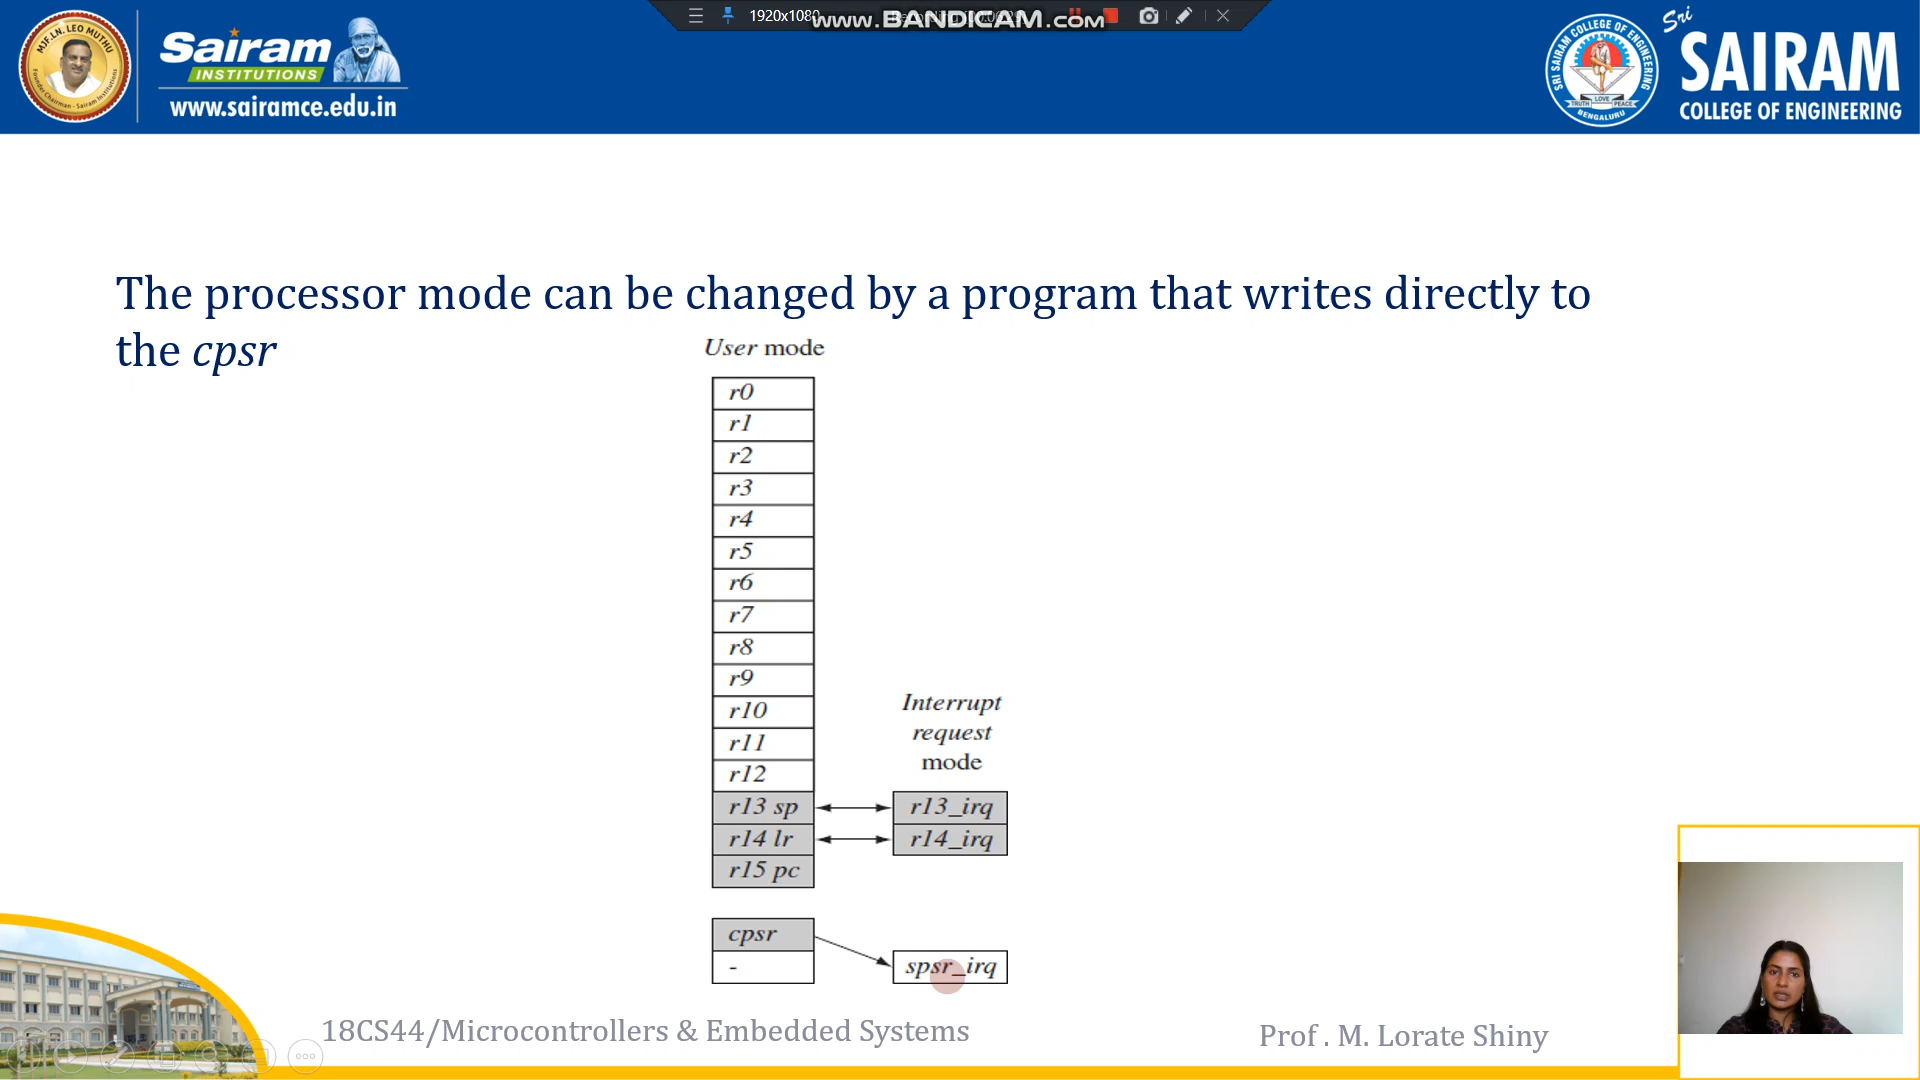 1920x1080
www.BANDICAM.com
MJF.LN. LEO MUTHU
Founder Chairman - Sairam Institutions
Sairam
INSTITUTIONS
www.sairamce.edu.in
SRI SAIRAM COLLEGE OF ENGINEERING
TRUTH LOVE PEACE
BENGALURU
Sri
SAIRAM
COLLEGE OF ENGINEERING
The processor mode can be changed by a program that writes directly to
the cpsr
User mode
r0
r1
r2
r3
r4
r5
r6
r7
r8
r9
r10
r11
r12
r13 sp
r14 lr
r15 pc
Interrupt
request
mode
r13_irq
r14_irq
cpsr
-
spsr_irq
18CS44/Microcontrollers & Embedded Systems
Prof . M. Lorate Shiny